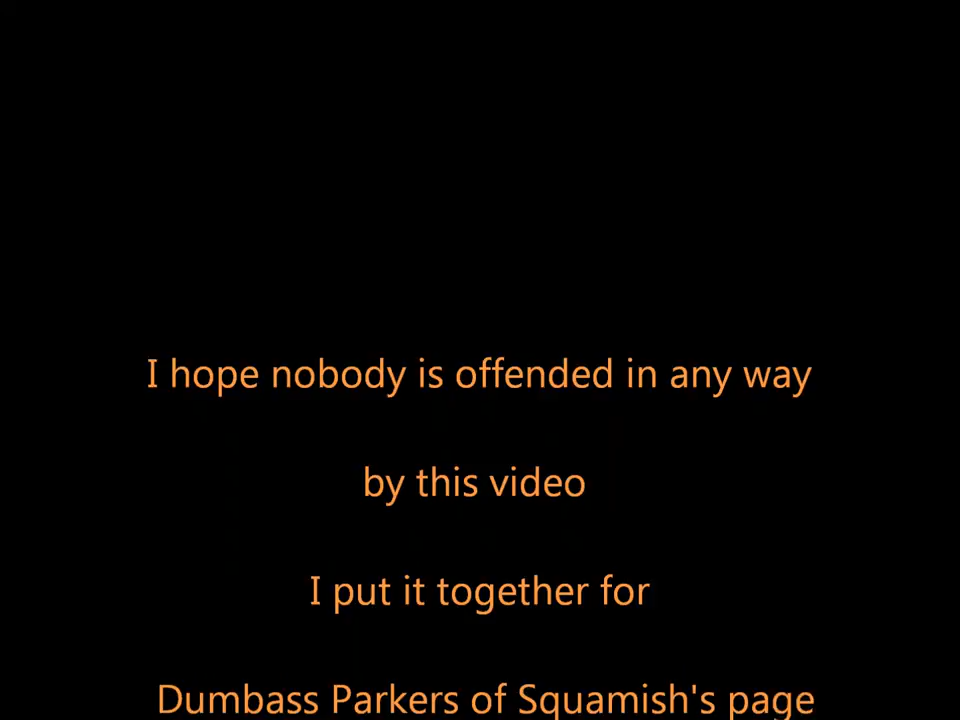 I hope nobody is offended in any way
by this video
I put it together for
Dumbass Parkers of Squamish's page